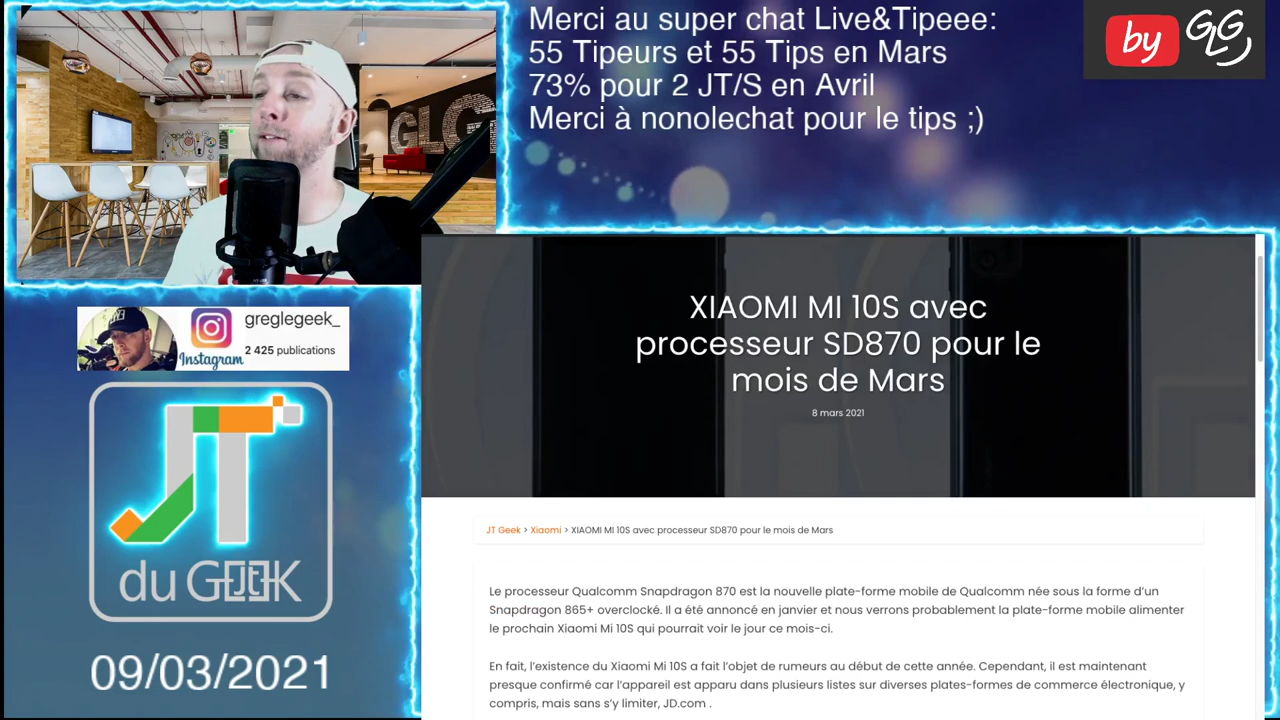 Merci au super chat Live&Tipeee:
55 Tipeurs et 55 Tips en Mars
73% pour 2 JT/S en Avril
Merci à nonolechat pour le tips ;)
by GLG
GLG
greglegeek_
Instagram
2 425 publications
JT
du GEEK
09/03/2021
XIAOMI MI 10S avec
processeur SD870 pour le
mois de Mars
8 mars 2021
JT Geek > Xiaomi > XIAOMI MI 10S avec processeur SD870 pour le mois de Mars
Le processeur Qualcomm Snapdragon 870 est la nouvelle plate-forme mobile de Qualcomm née sous la forme d’un
Snapdragon 865+ overclocké. Il a été annoncé en janvier et nous verrons probablement la plate-forme mobile alimenter
le prochain Xiaomi Mi 10S qui pourrait voir le jour ce mois-ci.
En fait, l’existence du Xiaomi Mi 10S a fait l’objet de rumeurs au début de cette année. Cependant, il est maintenant
presque confirmé car l’appareil est apparu dans plusieurs listes sur diverses plates-formes de commerce électronique, y
compris, mais sans s’y limiter, JD.com .